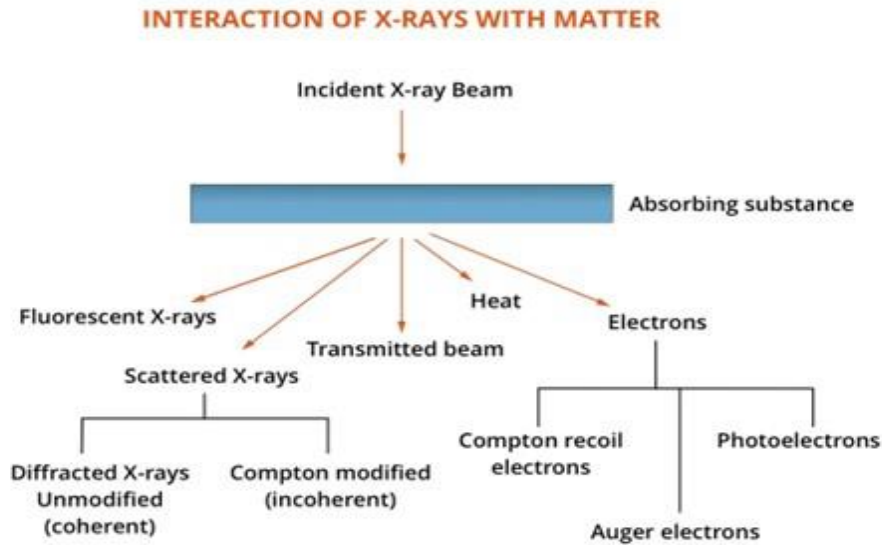 INTERACTION OF X-RAYS WITH MATTER
Incident X-ray Beam
Absorbing substance
Fluorescent X-rays
Heat
Electrons
Transmitted beam
Scattered X-rays
Compton recoil
electrons
Photoelectrons
Diffracted X-rays
Unmodified
(coherent)
Compton modified
(incoherent)
Auger electrons